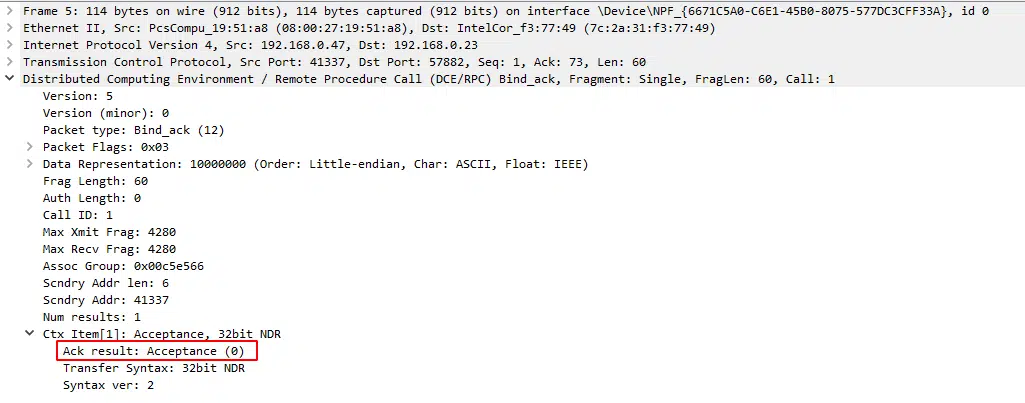 Frame 5: 114 bytes on wire (912 bits), 114 bytes captured (912 bits) on interface \Device\NPF_{6671C5A0-C6E1-45B0-8075-577DC3CFF33A}, id 0
Ethernet II, Src: PcsCompu_19:51:a8 (08:00:27:19:51:a8), Dst: IntelCor_f3:77:49 (7c:2a:31:f3:77:49)
Internet Protocol Version 4, Src: 192.168.0.47, Dst: 192.168.0.23
Transmission Control Protocol, Src Port: 41337, Dst Port: 57882, Seq: 1, Ack: 73, Len: 60
Distributed Computing Environment / Remote Procedure Call (DCE/RPC) Bind_ack, Fragment: Single, FragLen: 60, Call: 1
Version: 5
Version (minor): 0
Packet type: Bind_ack (12)
Packet Flags: 0x03
Data Representation: 10000000 (Order: Little-endian, Char: ASCII, Float: IEEE)
Frag Length: 60
Auth Length: 0
Call ID: 1
Max Xmit Frag: 4280
Max Recv Frag: 4280
Assoc Group: 0x00c5e566
Scndry Addr len: 6
Scndry Addr: 41337
Num results: 1
Ctx Item[1]: Acceptance, 32bit NDR
Ack result: Acceptance (0)
Transfer Syntax: 32bit NDR
Syntax ver: 2